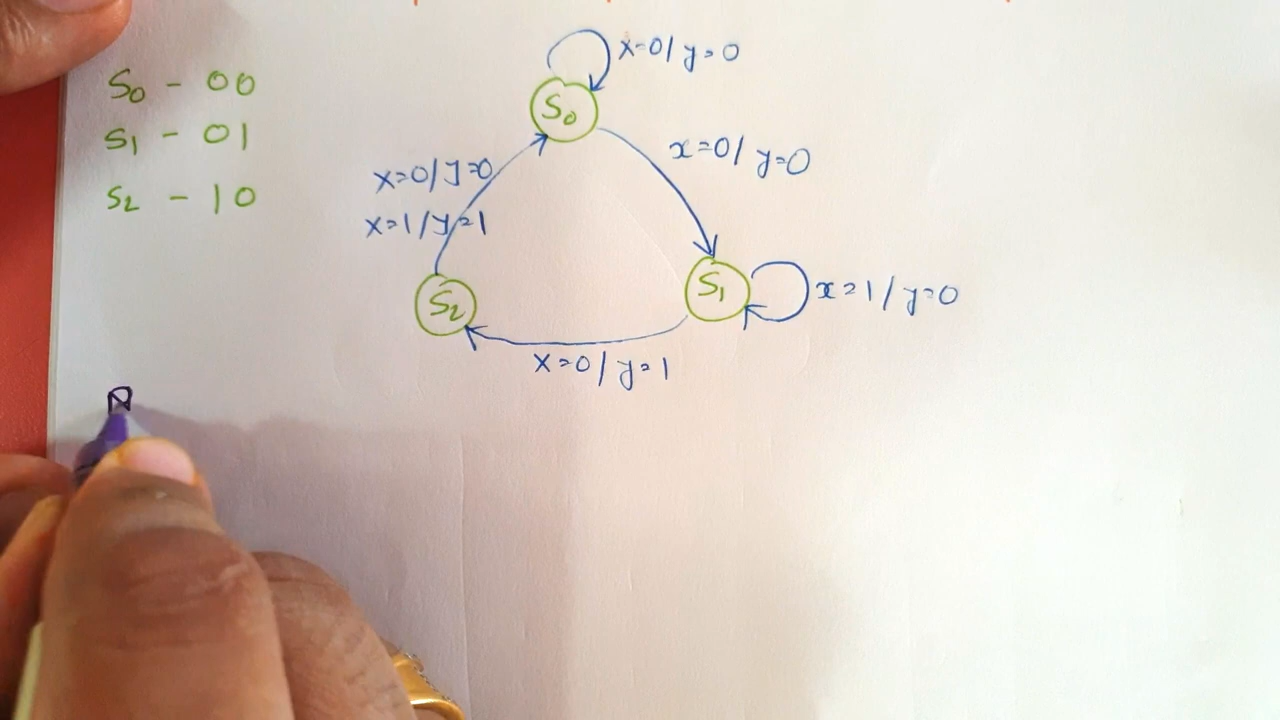 S0 - 00
S1 - 01
S2 - 10
x=0/y=0
S0
x=0/y=0
x=0/y=0
x=1/y=1
S1
x=1/y=0
S2
x=0/y=1